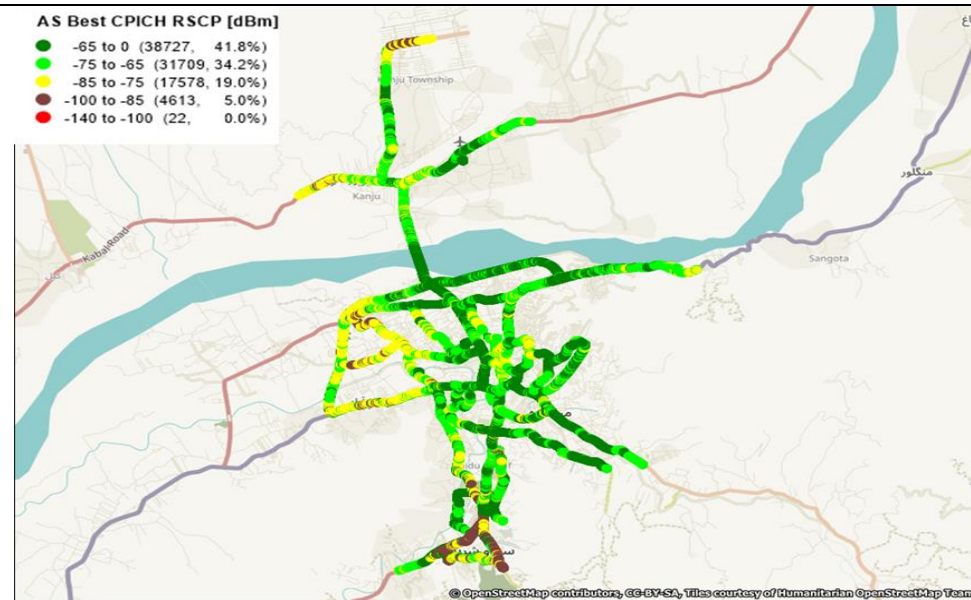 AS Best CPICH RSCP [dBm]
-65 to 0 (38727, 41.8%)
-75 to -65 (31709, 34.2%)
-85 to -75 (17578, 19.0%)
-100 to -85 (4613, 5.0%)
-140 to -100 (22, 0.0%)
Township
منګلور
Kanju
Kabal Road
Sangota
© OpenStreetMap contributors, CC-BY-SA, Tiles courtesy of Humanitarian OpenStreetMap Team